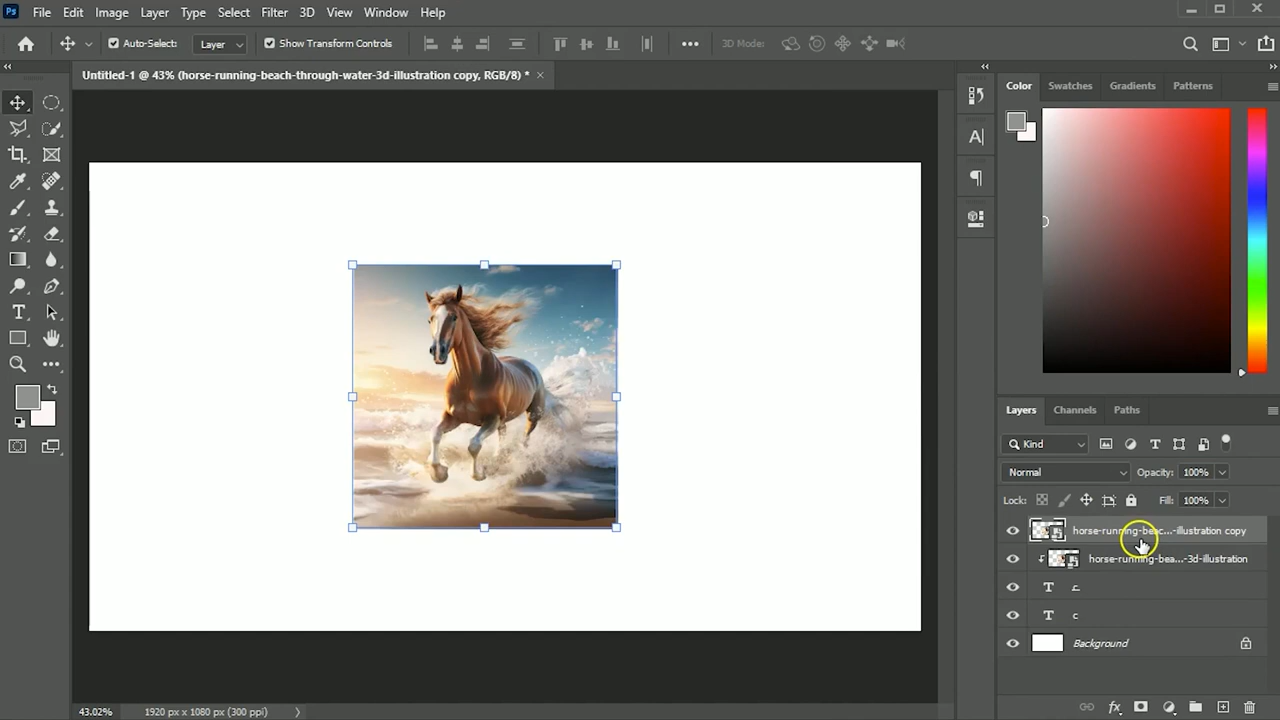 Ps File Edit Image Layer Type Select Filter 3D View Window Help
Auto-Select: Layer Show Transform Controls 3D Mode:
Untitled-1 @ 43% (horse-running-beach-through-water-3d-illustration copy, RGB/8) *
Color Swatches Gradients Patterns
Layers Channels Paths
Kind
Normal Opacity: 100%
Lock: Fill: 100%
horse-running-beac...-illustration copy
horse-running-bea...-3d-illustration
c
Background
43.02% 1920 px x 1080 px (300 ppi)